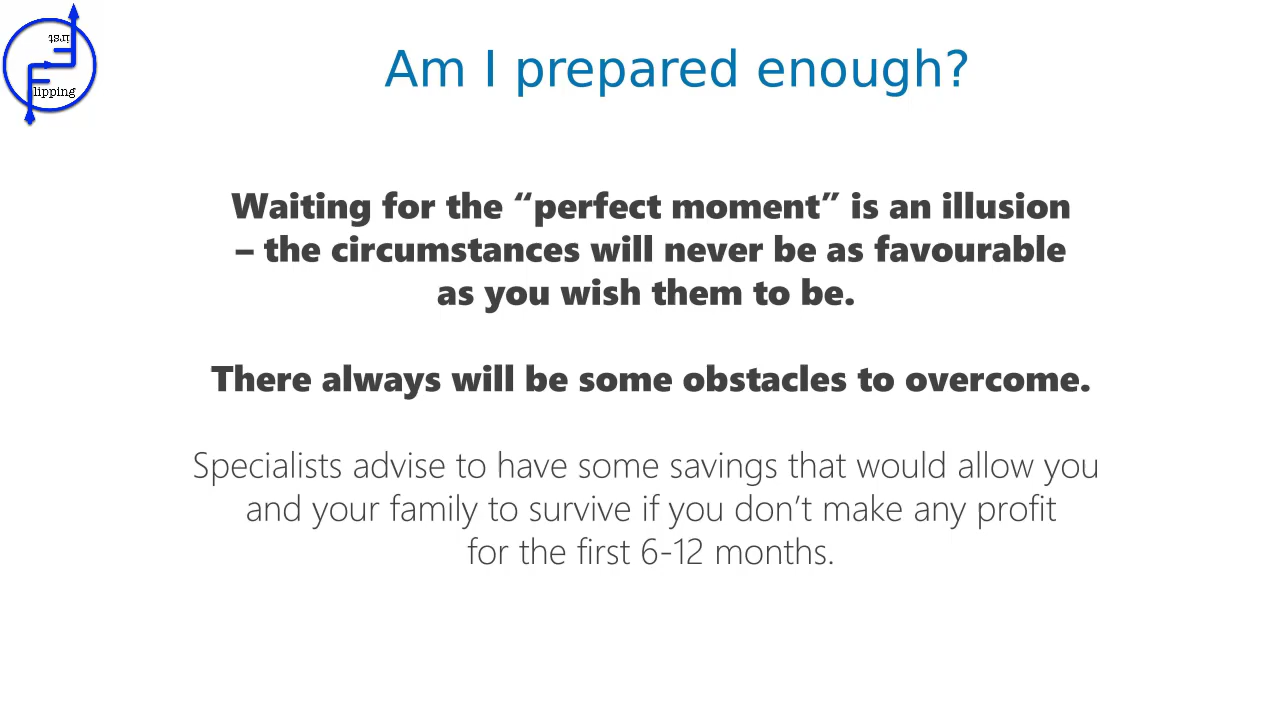 irst
lipping
Am I prepared enough?
Waiting for the “perfect moment” is an illusion
– the circumstances will never be as favourable
as you wish them to be.
There always will be some obstacles to overcome.
Specialists advise to have some savings that would allow you
and your family to survive if you don’t make any profit
for the first 6-12 months.